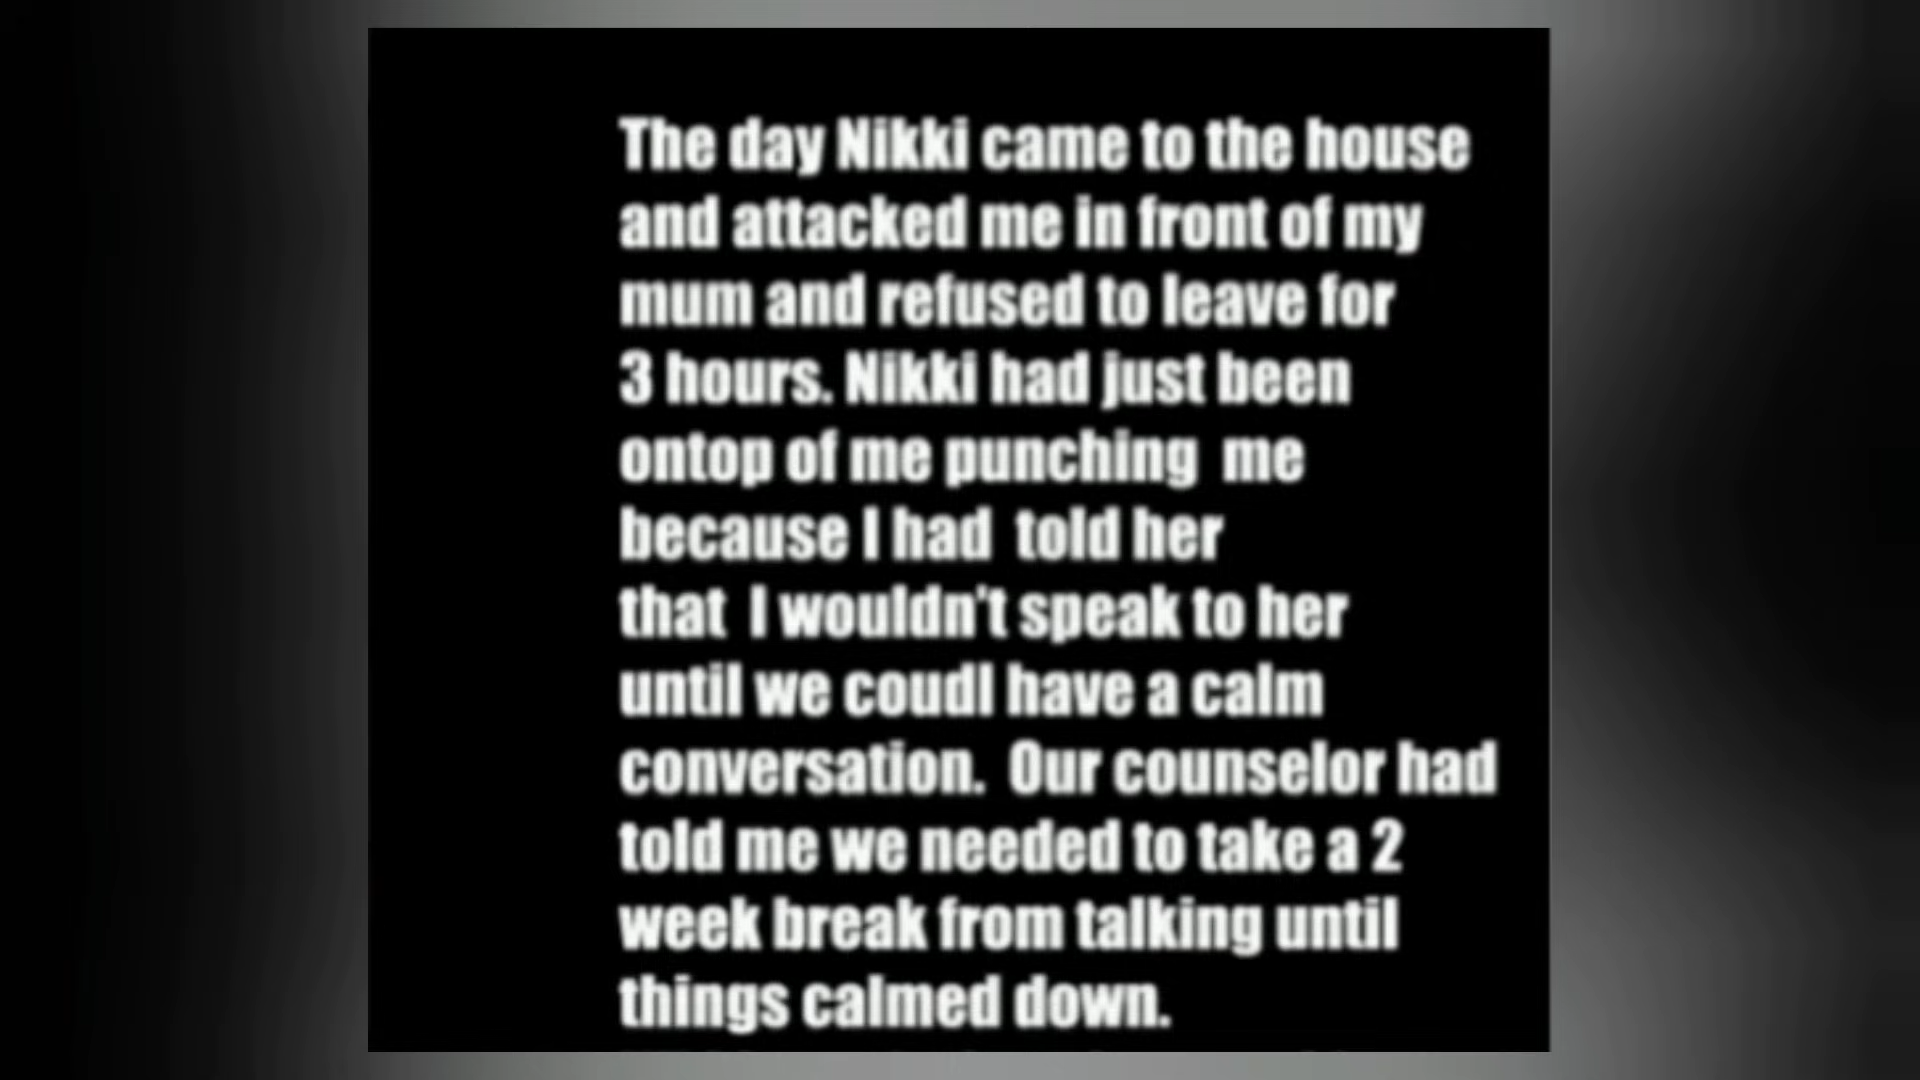 The day Nikki came to the house
and attacked me in front of my
mum and refused to leave for
3 hours. Nikki had just been
ontop of me punching  me
because I had  told her
that  I wouldn't speak to her
until we coudl have a calm
conversation.  Our counselor had
told me we needed to take a 2
week break from talking until
things calmed down.